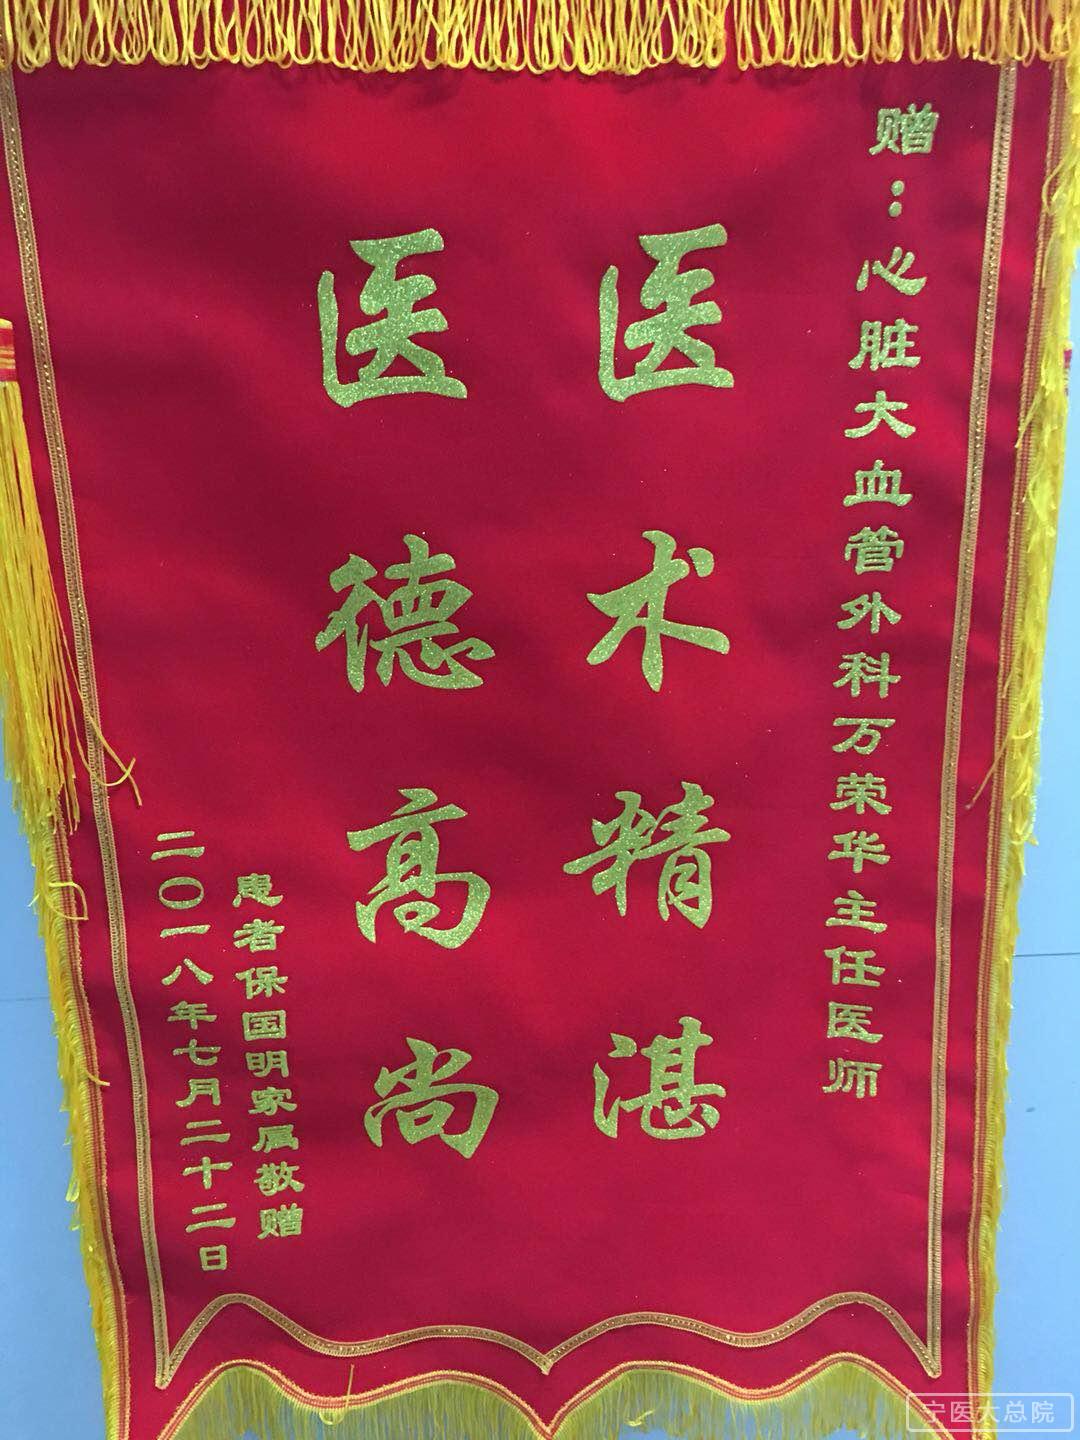 赠：心脏大血管外科万荣华主任医师
医术精湛
医德高尚
患者保国明家属敬赠
二〇一八年七月二十二日
宁医大总院